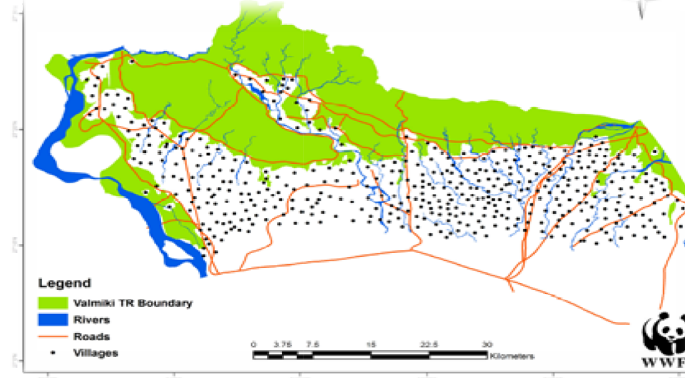 Legend
Valmiki TR Boundary
Rivers
Roads
Villages
0 3.75 7.5 15 22.5 30
Kilometers
WWF